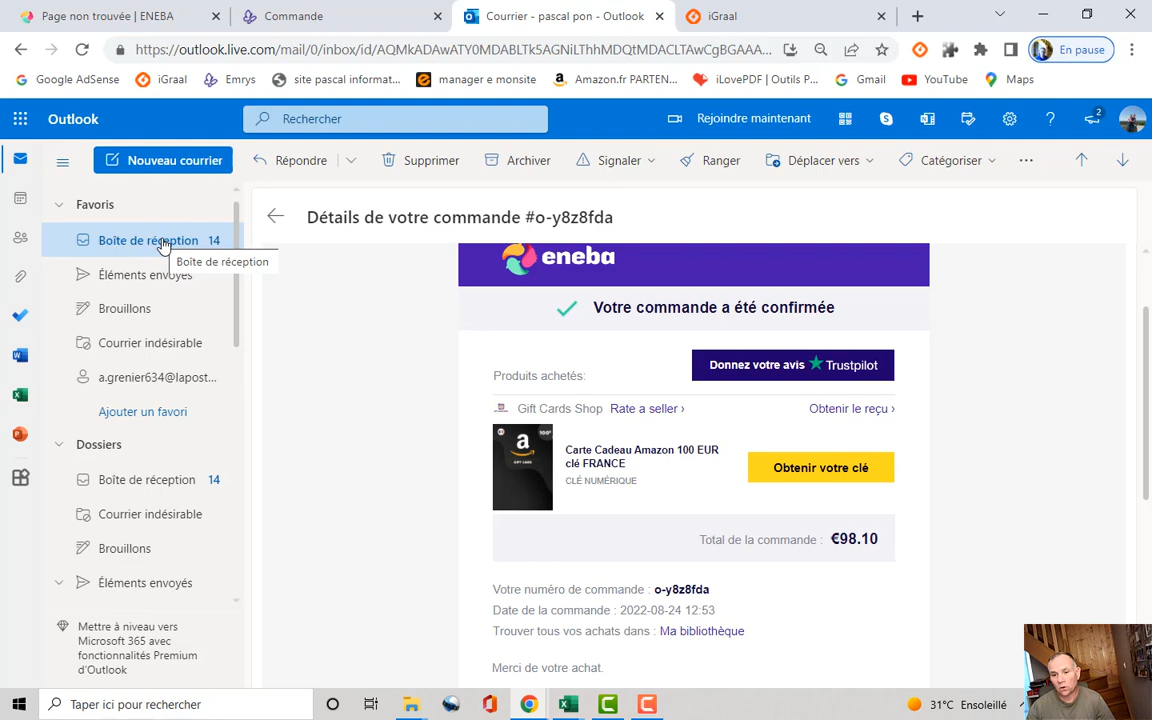 Page non trouvée | ENEBA
Commande
Courrier - pascal pon - Outlook
iGraal
https://outlook.live.com/mail/0/inbox/id/AQMkADAwATY0MDABLTk5AGNiLThhMDQtMDACLTAwCgBGAAA...
En pause
Google AdSense
iGraal
Emrys
site pascal informat...
manager e monsite
Amazon.fr PARTEN...
iLovePDF | Outils P...
Gmail
YouTube
Maps
Outlook
Rechercher
Rejoindre maintenant
2
Nouveau courrier
Répondre
Supprimer
Archiver
Signaler
Ranger
Déplacer vers
Catégoriser
Favoris
Boîte de réception 14
Boîte de réception
Éléments envoyés
Brouillons
Courrier indésirable
a.grenier634@lapost...
Ajouter un favori
Dossiers
Boîte de réception 14
Courrier indésirable
Brouillons
Éléments envoyés
Mettre à niveau vers
Microsoft 365 avec
fonctionnalités Premium
d'Outlook
Détails de votre commande #o-y8z8fda
eneba
Votre commande a été confirmée
Donnez votre avis Trustpilot
Produits achetés:
Gift Cards Shop Rate a seller ›
Obtenir le reçu ›
Carte Cadeau Amazon 100 EUR
clé FRANCE
CLÉ NUMÉRIQUE
Obtenir votre clé
Total de la commande : €98.10
Votre numéro de commande : o-y8z8fda
Date de la commande : 2022-08-24 12:53
Trouver tous vos achats dans : Ma bibliothèque
Merci de votre achat.
Taper ici pour rechercher
31°C Ensoleillé